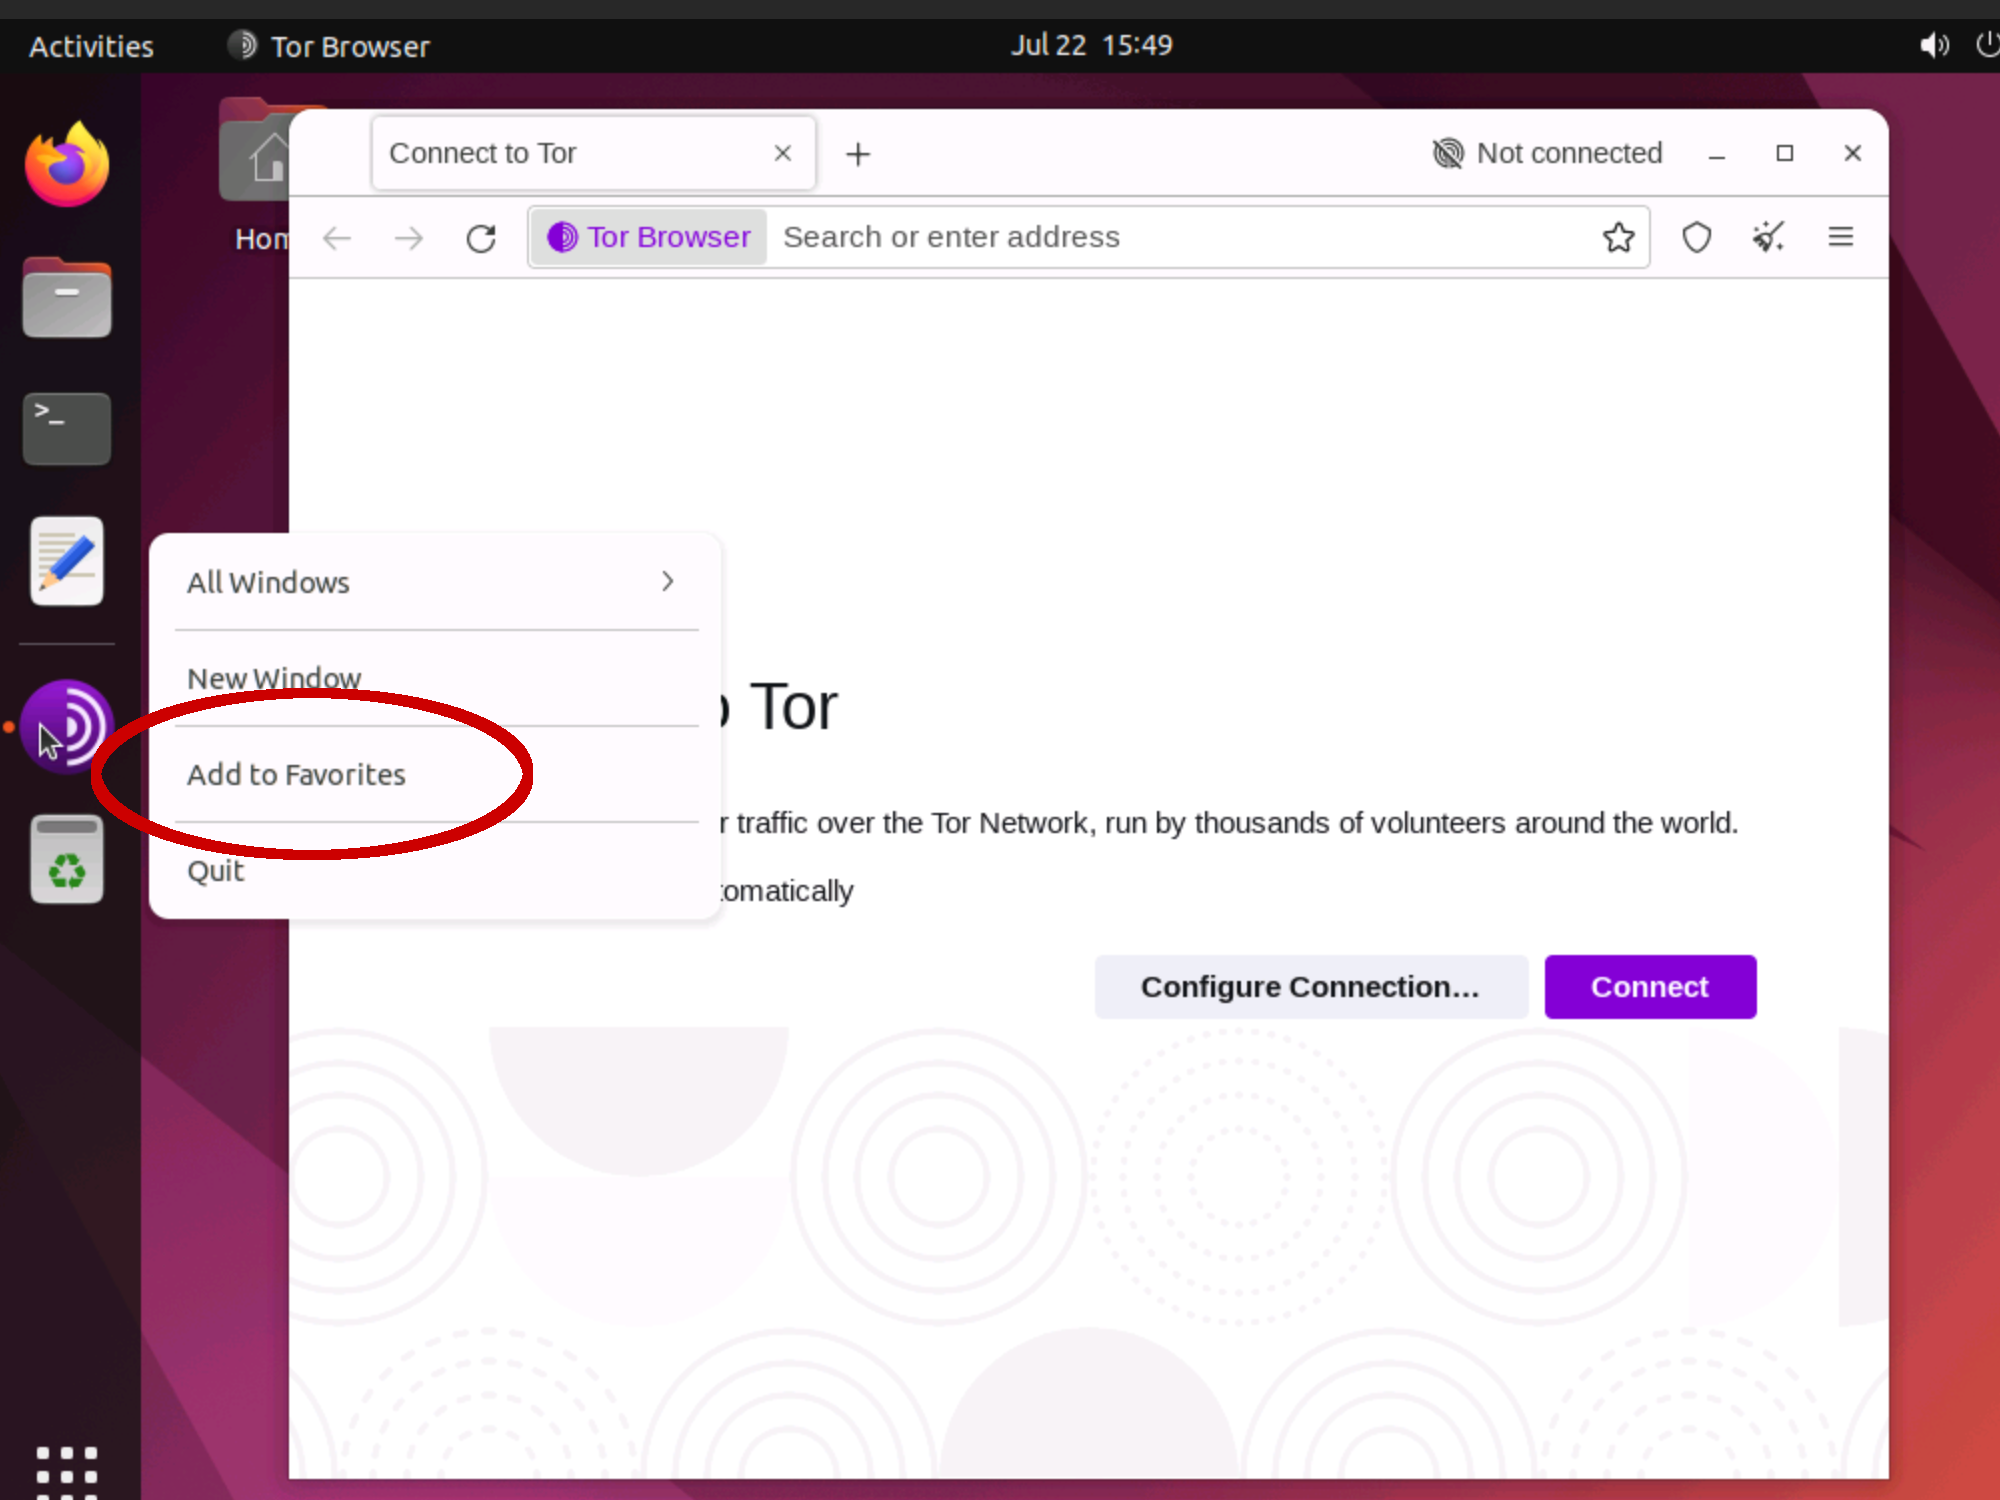 Activities
Tor Browser
Jul 22 15:49
Connect to Tor
Not connected
Tor Browser
Search or enter address
All Windows
New Window
Tor
Add to Favorites
traffic over the Tor Network, run by thousands of volunteers around the world.
Quit
Configure Connection...
Connect